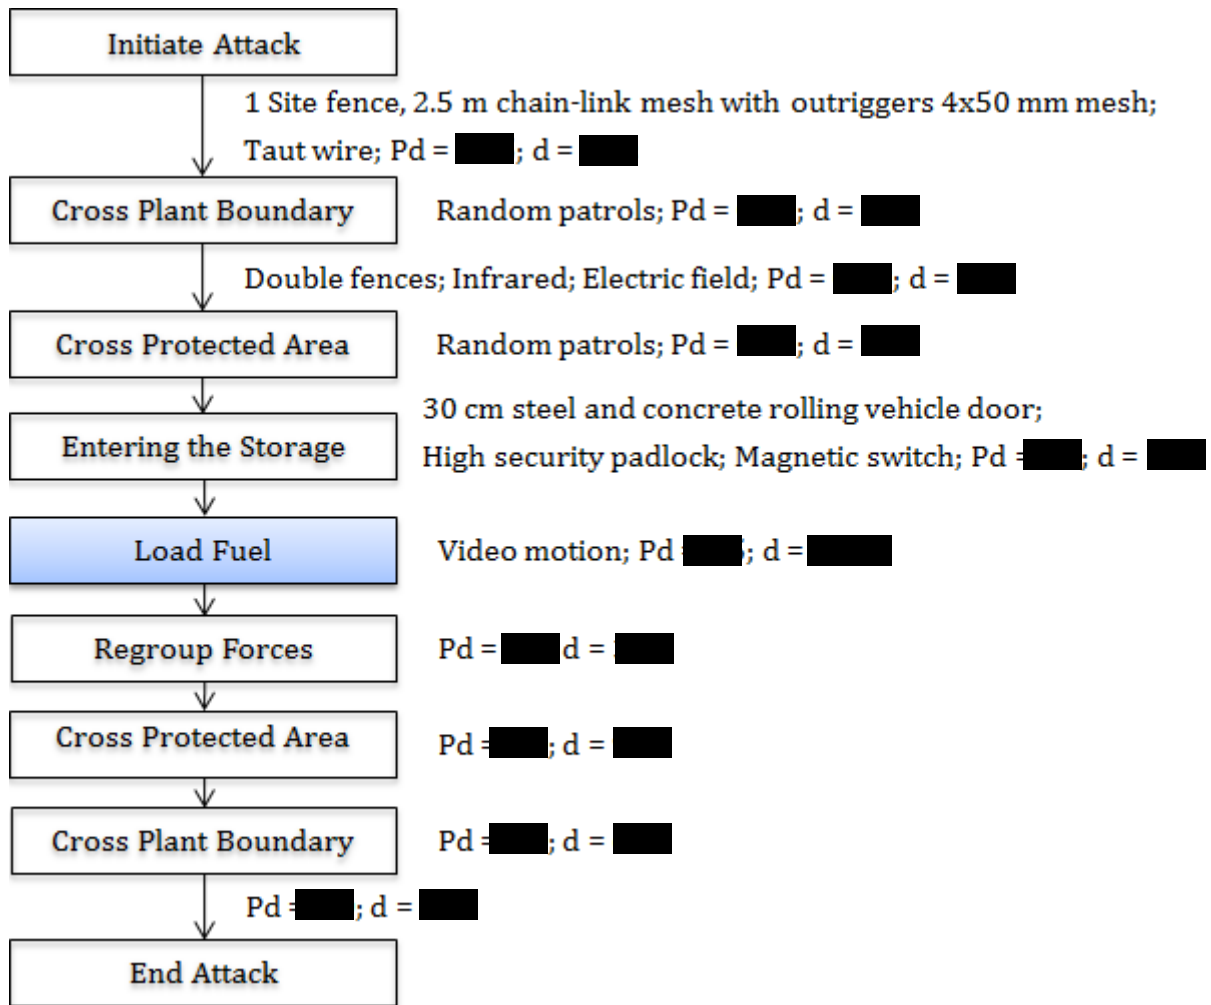 Initiate Attack
1 Site fence, 2.5 m chain-link mesh with outriggers 4x50 mm mesh;
Taut wire; Pd = ; d =
Cross Plant Boundary
Random patrols; Pd = ; d =
Double fences; Infrared; Electric field; Pd = ; d =
Cross Protected Area
Random patrols; Pd = ; d =
30 cm steel and concrete rolling vehicle door;
Entering the Storage
High security padlock; Magnetic switch; Pd = ; d =
Load Fuel
Video motion; Pd ; d =
Regroup Forces
Pd = d =
Cross Protected Area
Pd = ; d =
Cross Plant Boundary
Pd = ; d =
Pd = ; d =
End Attack